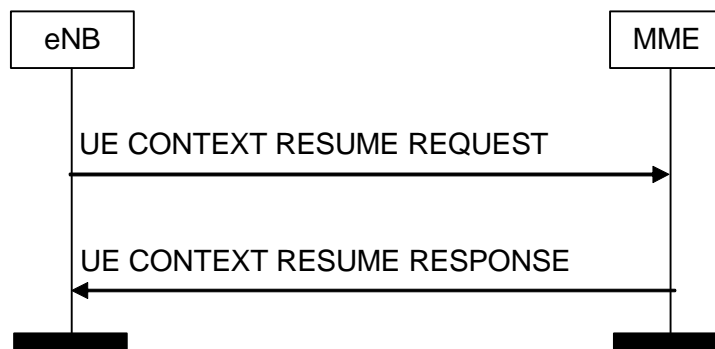 eNB
MME
UE CONTEXT RESUME REQUEST
UE CONTEXT RESUME RESPONSE